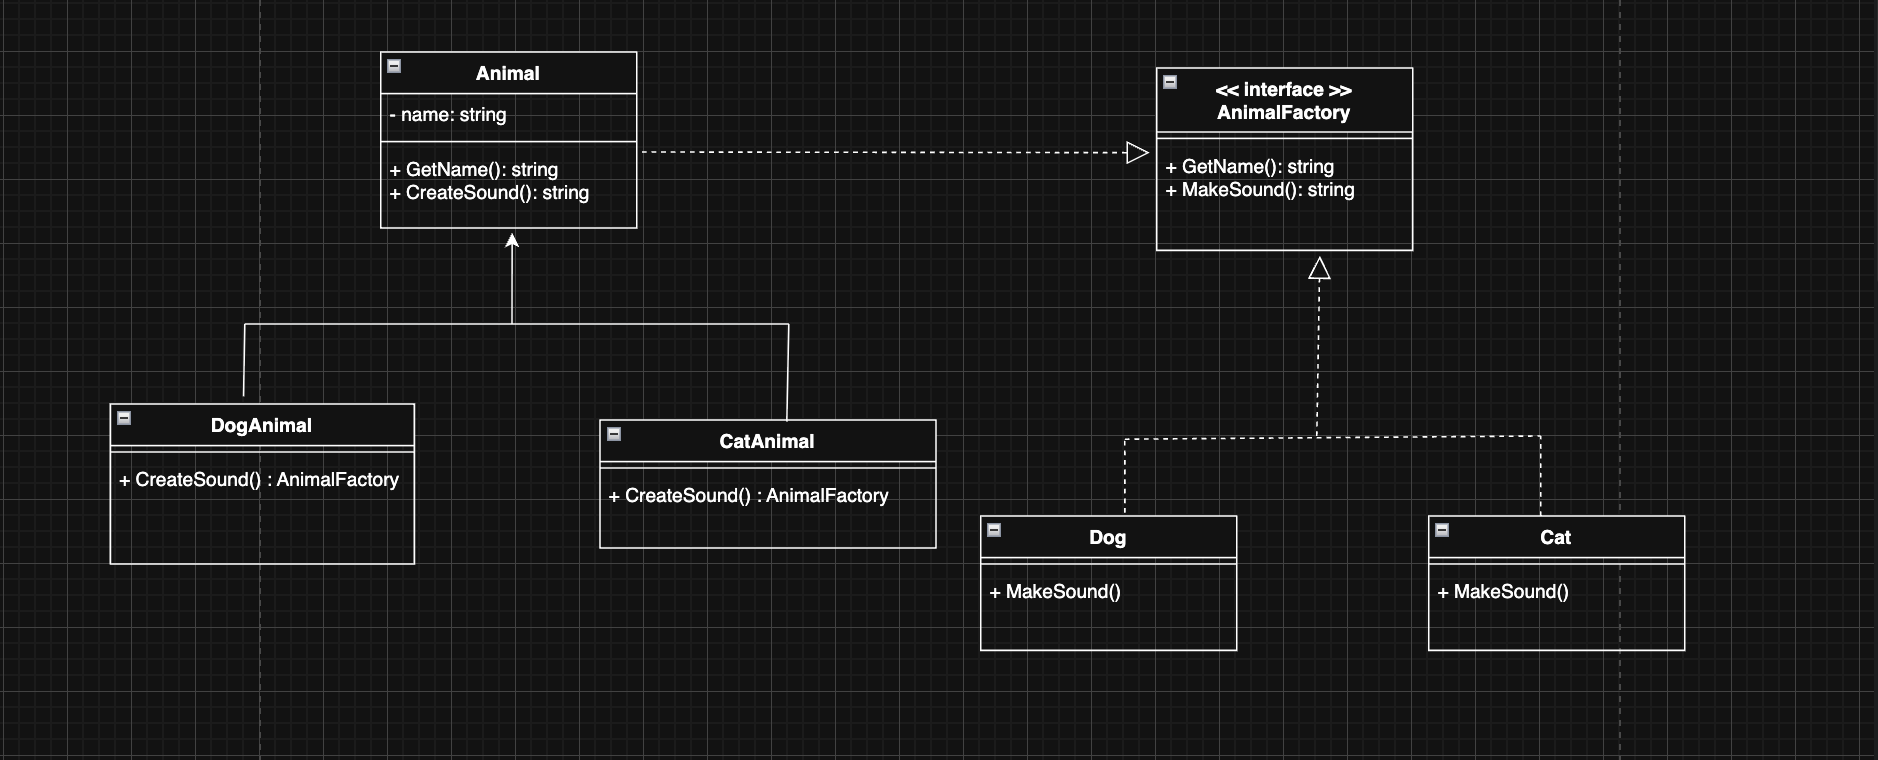 Animal
- name: string
+ GetName(): string
+ CreateSound(): string
<< interface >>
AnimalFactory
+ GetName(): string
+ MakeSound(): string
DogAnimal
+ CreateSound() : AnimalFactory
CatAnimal
+ CreateSound() : AnimalFactory
Dog
+ MakeSound()
Cat
+ MakeSound()